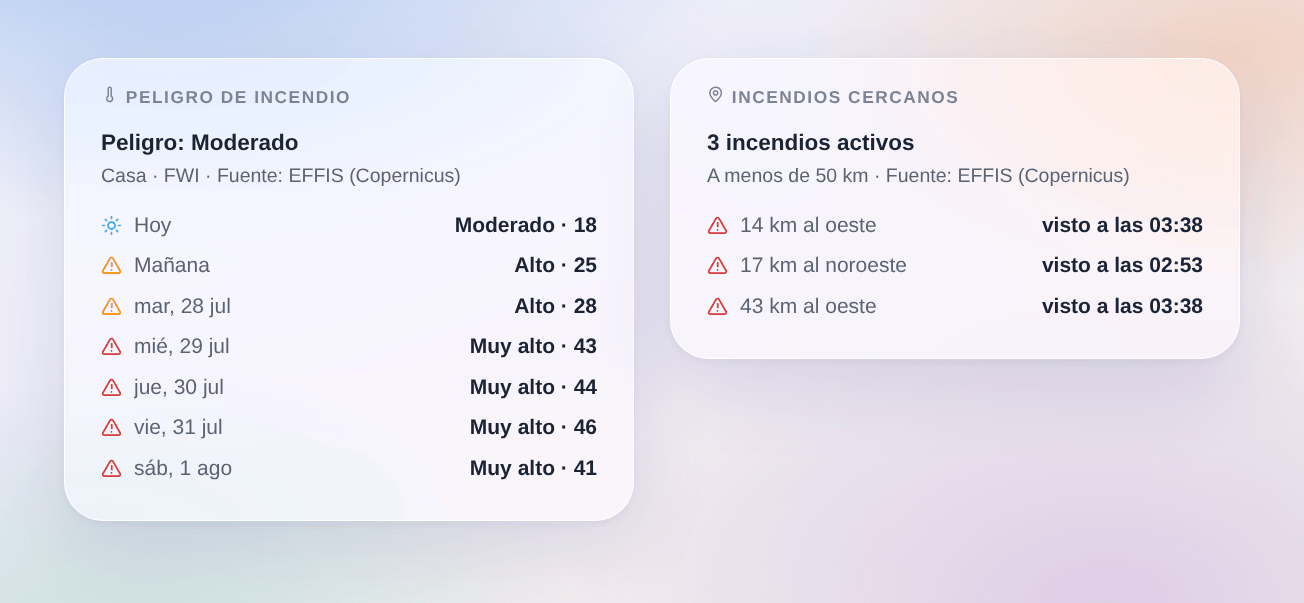 PELIGRO DE INCENDIO
Peligro: Moderado
Casa · FWI · Fuente: EFFIS (Copernicus)
Hoy Moderado · 18
Mañana Alto · 25
mar, 28 jul Alto · 28
mié, 29 jul Muy alto · 43
jue, 30 jul Muy alto · 44
vie, 31 jul Muy alto · 46
sáb, 1 ago Muy alto · 41
INCENDIOS CERCANOS
3 incendios activos
A menos de 50 km · Fuente: EFFIS (Copernicus)
14 km al oeste visto a las 03:38
17 km al noroeste visto a las 02:53
43 km al oeste visto a las 03:38